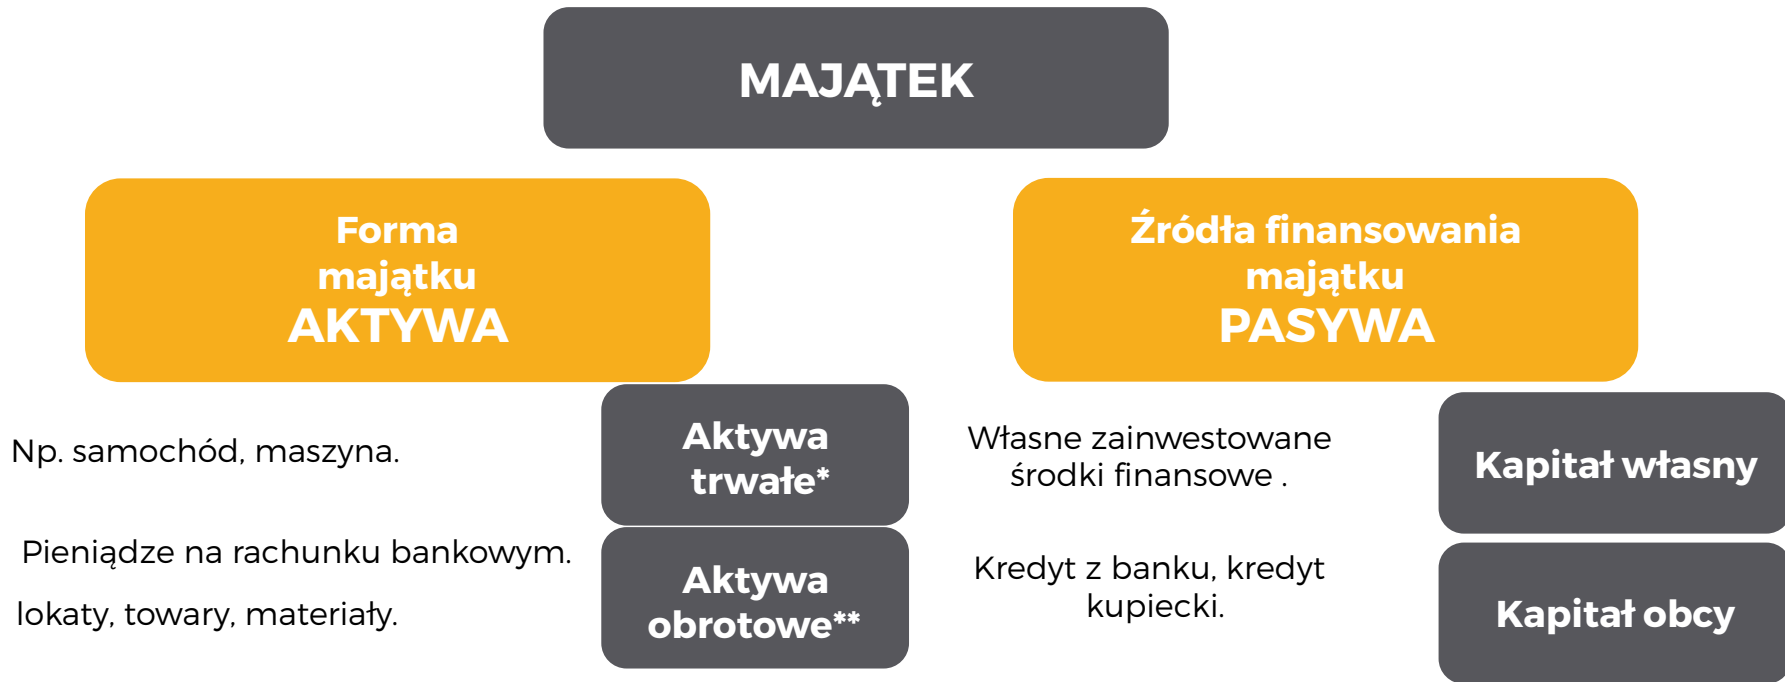 MAJĄTEK
Forma
majątku
AKTYWA
Źródła finansowania
majątku
PASYWA
Np. samochód, maszyna.
Aktywa
trwałe*
Pieniądze na rachunku bankowym.
lokaty, towary, materiały.
Aktywa
obrotowe**
Własne zainwestowane
środki finansowe .
Kapitał własny
Kredyt z banku, kredyt
kupiecki.
Kapitał obcy